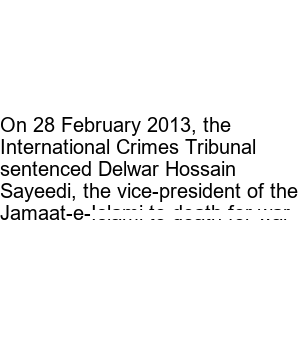 On 28 February 2013, the
International Crimes Tribunal
sentenced Delwar Hossain
Sayeedi, the vice-president of the
Jamaat-e-Islami to death for war